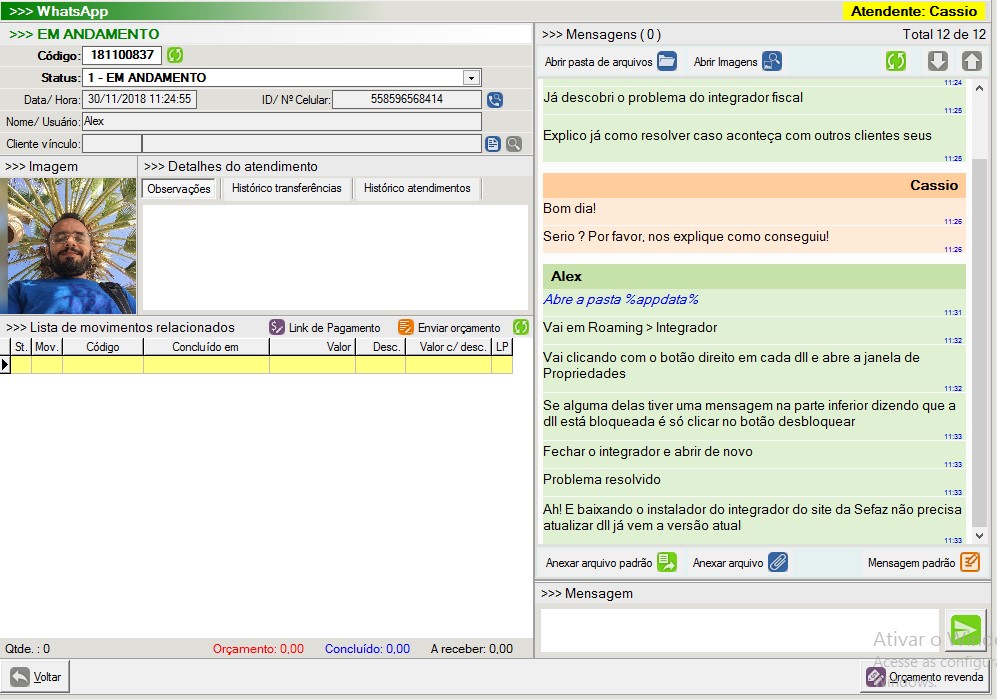 >>> WhatsApp
Atendente: Cassio
>>> EM ANDAMENTO
Código: 181100837
Status: 1 - EM ANDAMENTO
Data/ Hora: 30/11/2018 11:24:55 ID/ Nº Celular: 558596568414
Nome/ Usuário: Alex
Cliente vínculo:
>>> Imagem
>>> Detalhes do atendimento
Observações Histórico transferências Histórico atendimentos
>>> Lista de movimentos relacionados Link de Pagamento Enviar orçamento
St. Mov. Código Concluído em Valor Desc. Valor c/ desc. LP
Qtde. : 0 Orçamento: 0,00 Concluído: 0,00 A receber: 0,00
Voltar
>>> Mensagens ( 0 ) Total 12 de 12
Abrir pasta de arquivos Abrir Imagens
11:24
Já descobri o problema do integrador fiscal
11:25
Explico já como resolver caso aconteça com outros clientes seus
11:25
Cassio
Bom dia!
11:26
Serio ? Por favor, nos explique como conseguiu!
11:26
Alex
Abre a pasta %appdata%
11:31
Vai em Roaming > Integrador
11:32
Vai clicando com o botão direito em cada dll e abre a janela de
Propriedades
11:32
Se alguma delas tiver uma mensagem na parte inferior dizendo que a
dll está bloqueada é só clicar no botão desbloquear
11:33
Fechar o integrador e abrir de novo
11:33
Problema resolvido
11:33
Ah! E baixando o instalador do integrador do site da Sefaz não precisa
atualizar dll já vem a versão atual
11:33
Anexar arquivo padrão Anexar arquivo Mensagem padrão
>>> Mensagem
Ativar o Windo
Acesse as configura
Windows.
Orçamento revenda